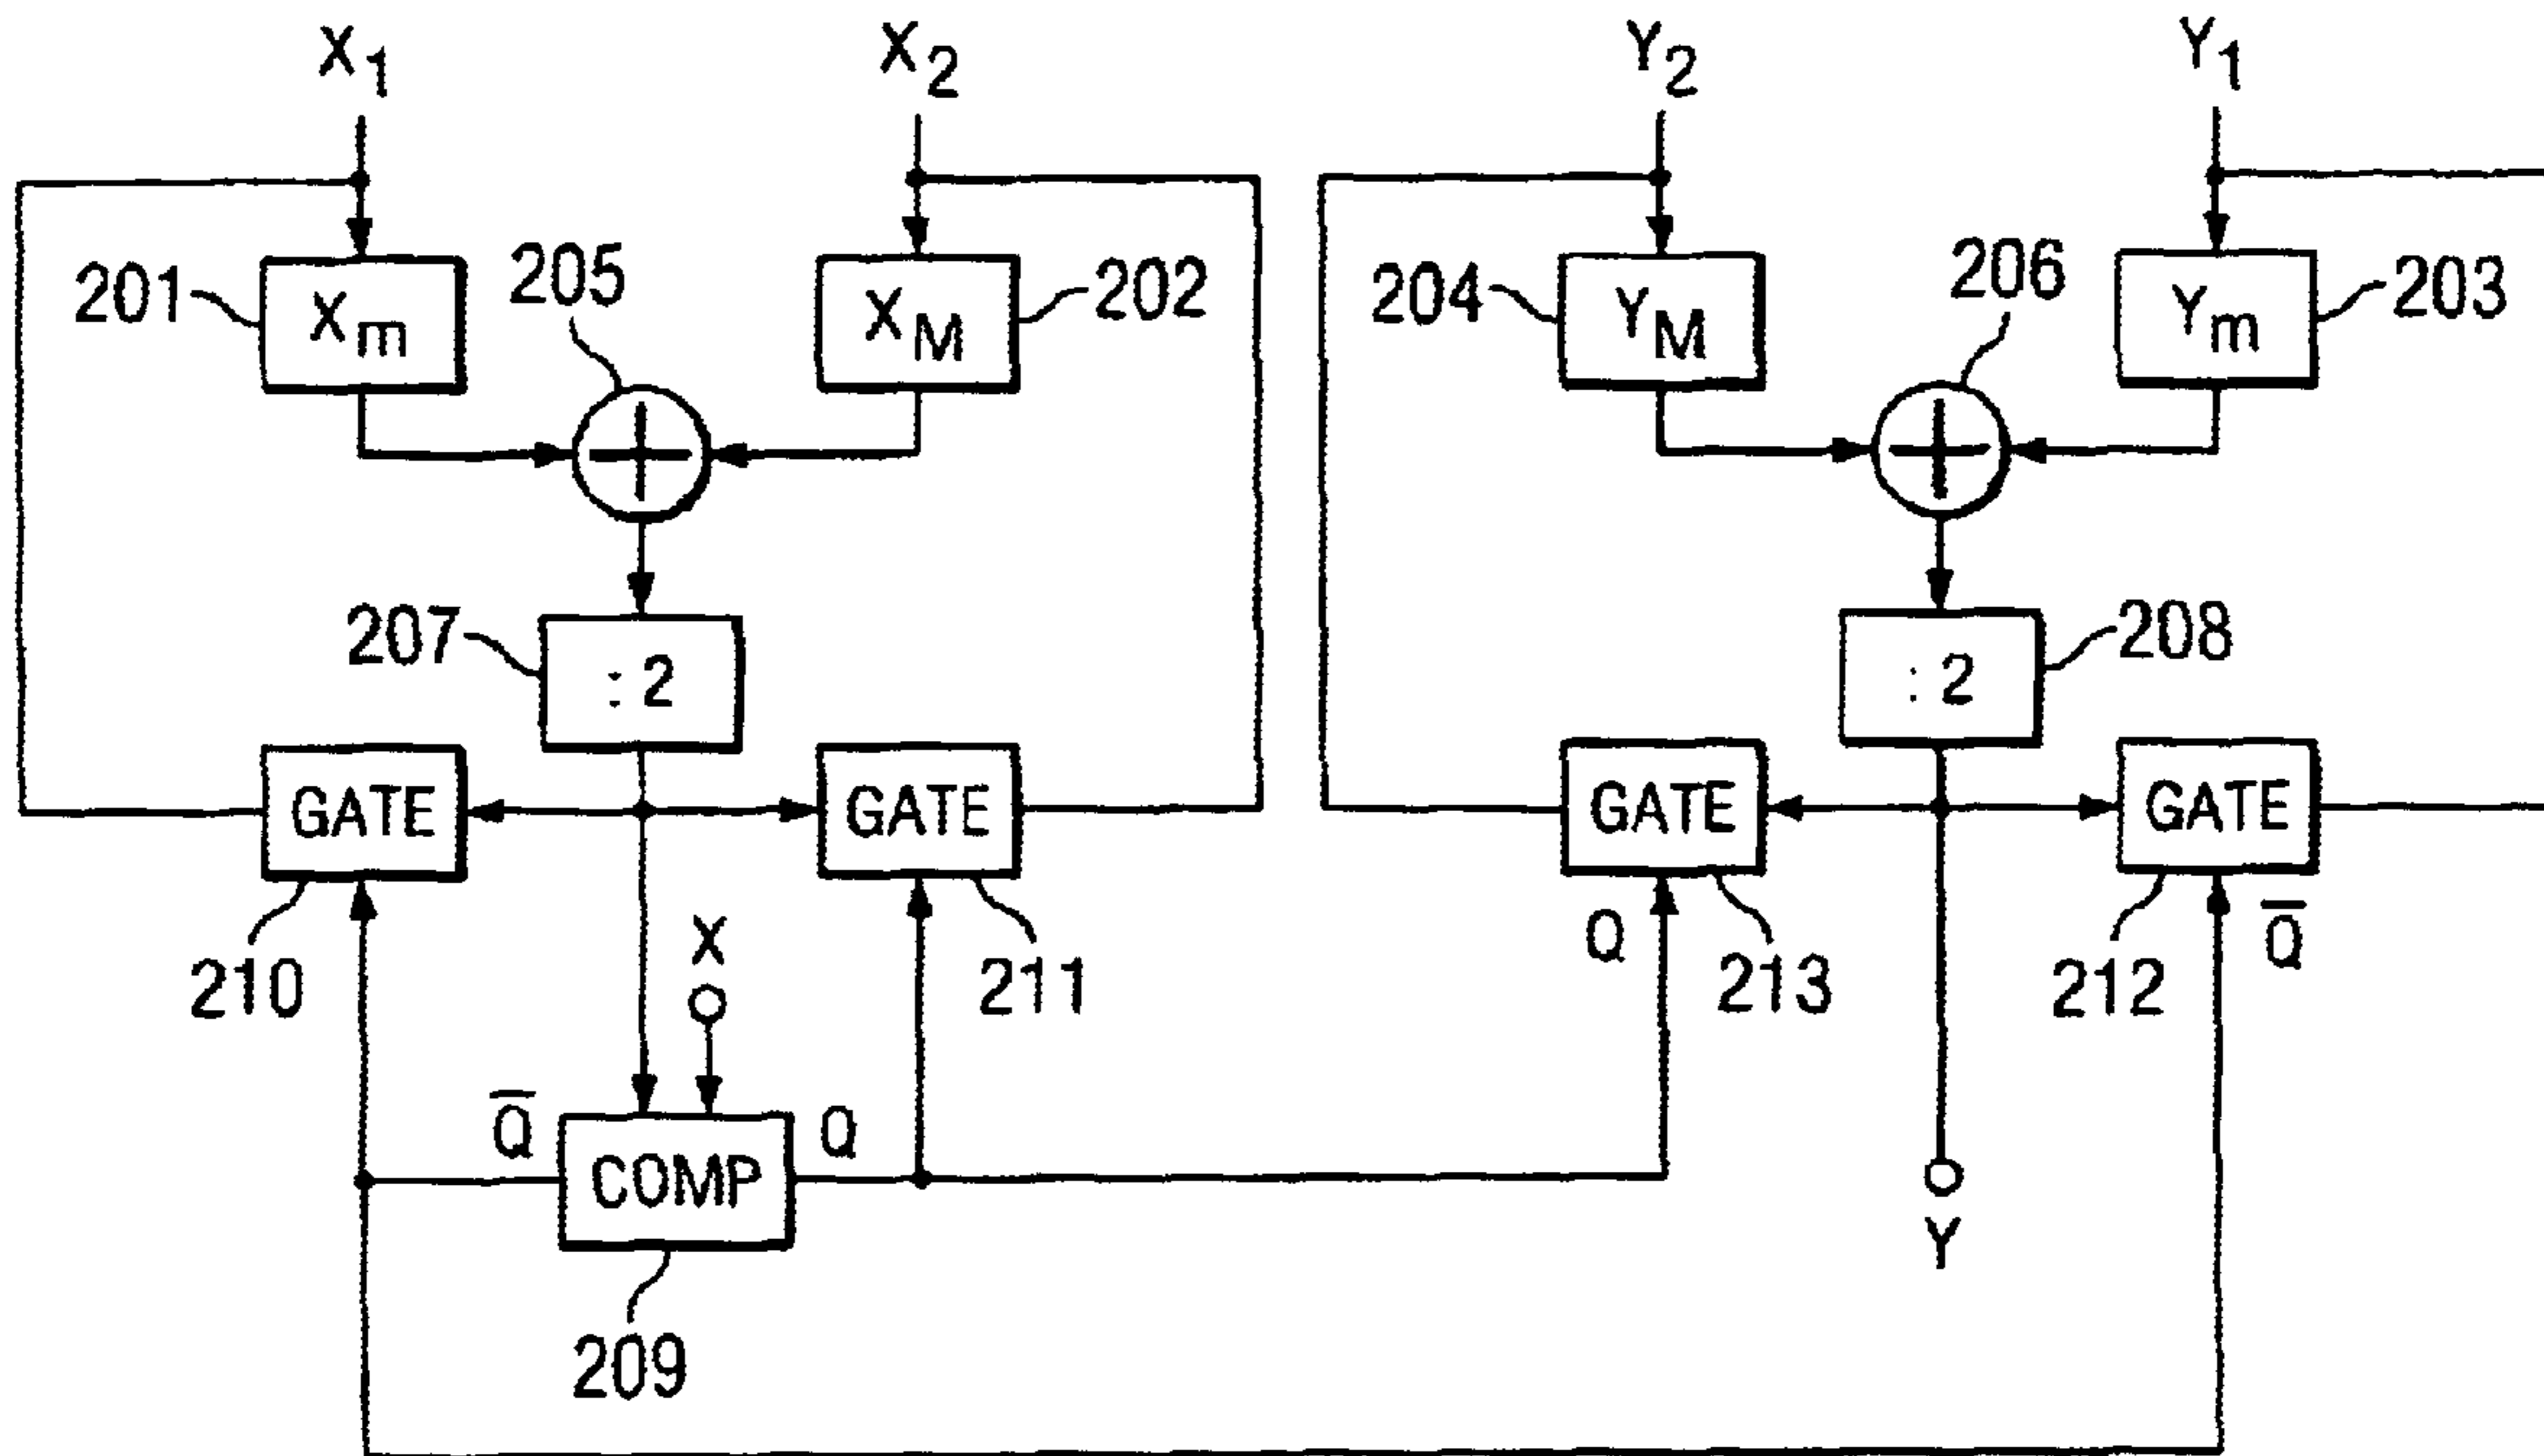 X1 X2 Y2 Y1
201 Xm 205 XM 202 204 YM 206 Ym 203
207 : 2 208 : 2
GATE GATE GATE GATE
210 X 211 Q 213 212 Q̅
Q̅ COMP Q
Y
209